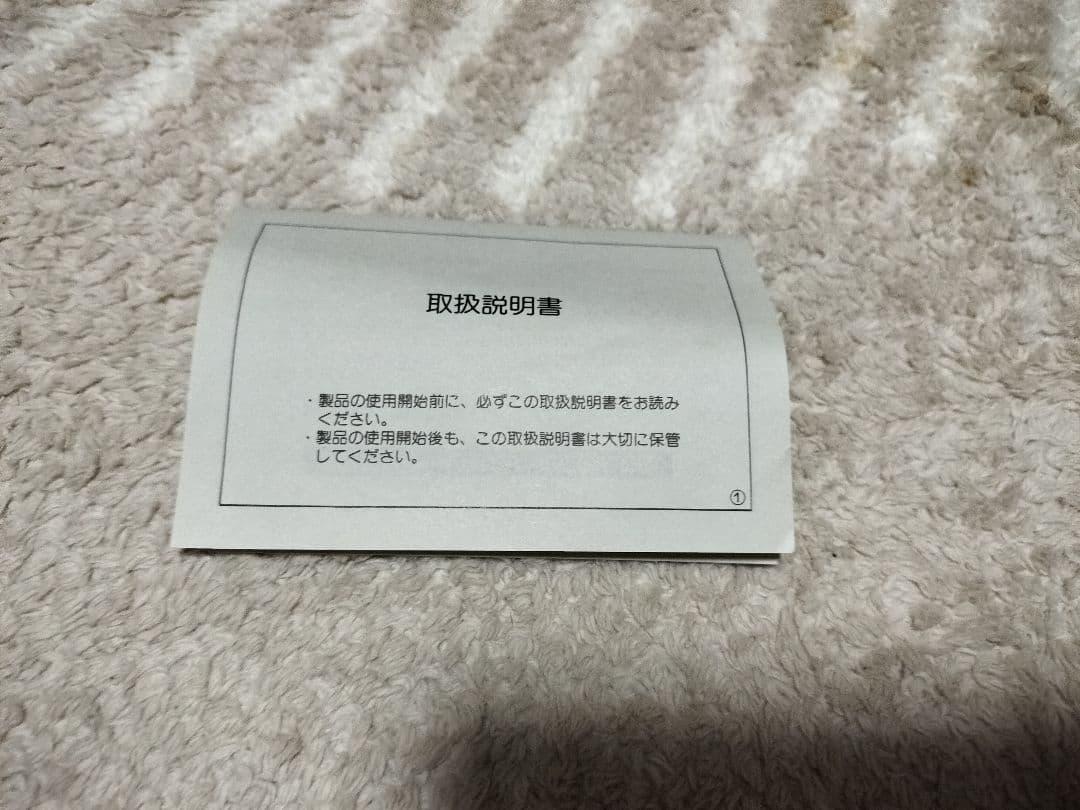 取扱説明書
・製品の使用開始前に、必ずこの取扱説明書をお読み
ください。
・製品の使用開始後も、この取扱説明書は大切に保管
してください。
①